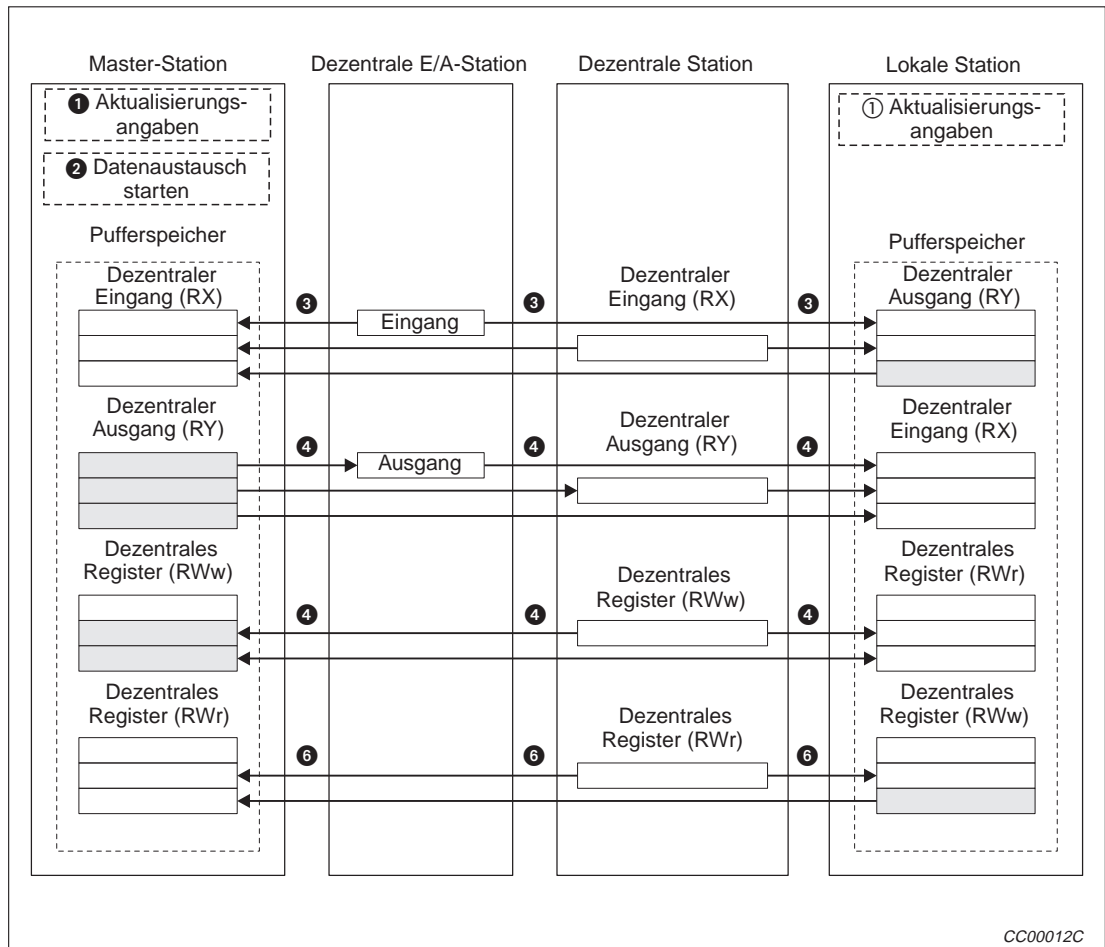 Master-Station
Dezentrale E/A-Station
Dezentrale Station
Lokale Station
❶ Aktualisierungs-
angaben
① Aktualisierungs-
angaben
❷ Datenaustausch
starten
Pufferspeicher
Pufferspeicher
Dezentraler
Eingang (RX)
Dezentraler
Eingang (RX)
Dezentraler
Ausgang (RY)
❸
Eingang
❸
❸
Dezentraler
Ausgang (RY)
Dezentraler
Ausgang (RY)
Dezentraler
Eingang (RX)
❹
Ausgang
❹
❹
Dezentrales
Register (RWw)
Dezentrales
Register (RWw)
Dezentrales
Register (RWr)
❹
❹
❹
Dezentrales
Register (RWr)
Dezentrales
Register (RWr)
Dezentrales
Register (RWw)
❻
❻
❻
CC00012C